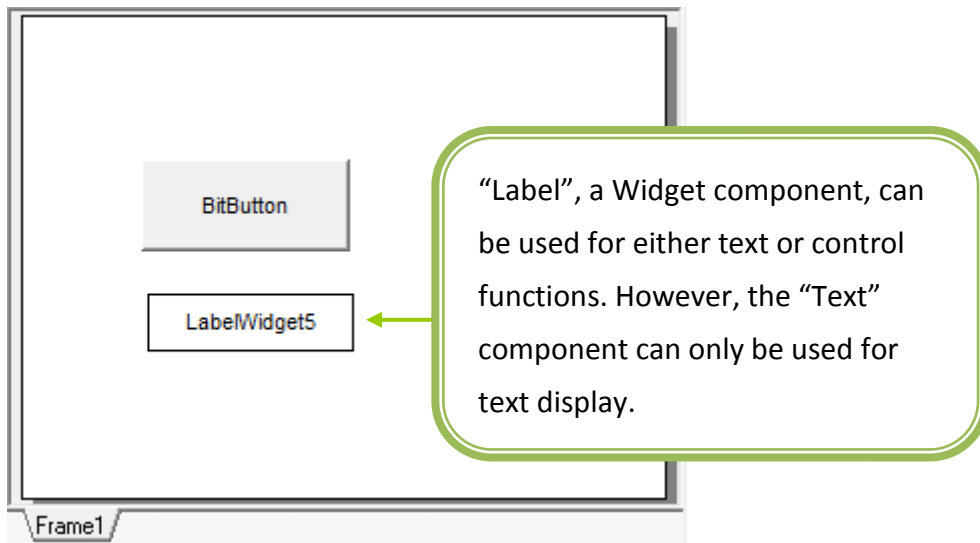 BitButton
LabelWidget5
“Label”, a Widget component, can
be used for either text or control
functions. However, the “Text”
component can only be used for
text display.
Frame1